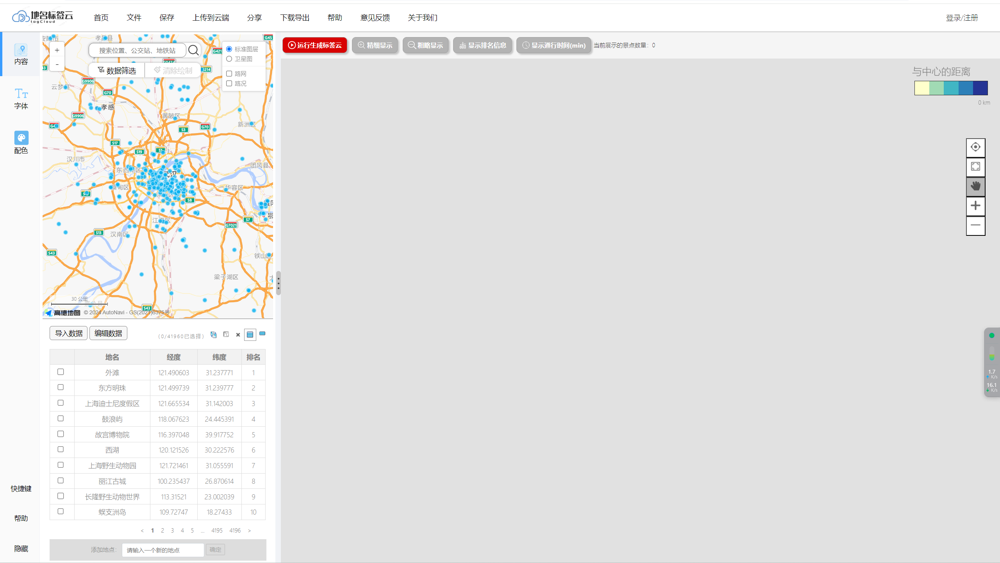 地名标签云
tagCloud
首页 文件 保存 上传到云端 分享 下载导出 帮助 意见反馈 关于我们 登录/注册
内容
字体
配色
快捷键
帮助
隐藏
+
-
搜索位置、公交站、地铁站
数据筛选 清除绘制
标准图层
卫星图
路网
路况
G45
云梦县
G9906
G70
孝感
G9906
黄陂区
新洲区
S3
G70
S17
S19
S1
汉川市
东西湖区
团风县
蔡甸区
华容区
S8
江夏区
S7
G7021
S13
汉南区
S43
铁山区
梁子湖区
30 公里
S43
高德地图 © 2024 AutoNavi - GS(2021)6375号
运行生成标签云 精细显示 粗略显示 显示排名信息 显示通行时间(min) 当前展示的景点数量：0
与中心的距离
0 km
1.7
K/s
16.1
K/s
导入数据 编辑数据 （0/41960已选择）
地名 经度 纬度 排名
外滩 121.490603 31.237771 1
东方明珠 121.499739 31.239777 2
上海迪士尼度假区 121.665534 31.142003 3
鼓浪屿 118.067623 24.445391 4
故宫博物院 116.397048 39.917752 5
西湖 120.121526 30.222576 6
上海野生动物园 121.721461 31.055591 7
丽江古城 100.235437 26.870614 8
长隆野生动物世界 113.31521 23.002039 9
蜈支洲岛 109.72747 18.27433 10
< 1 2 3 4 5 ... 4195 4196 >
添加地点： 请输入一个新的地点 确定